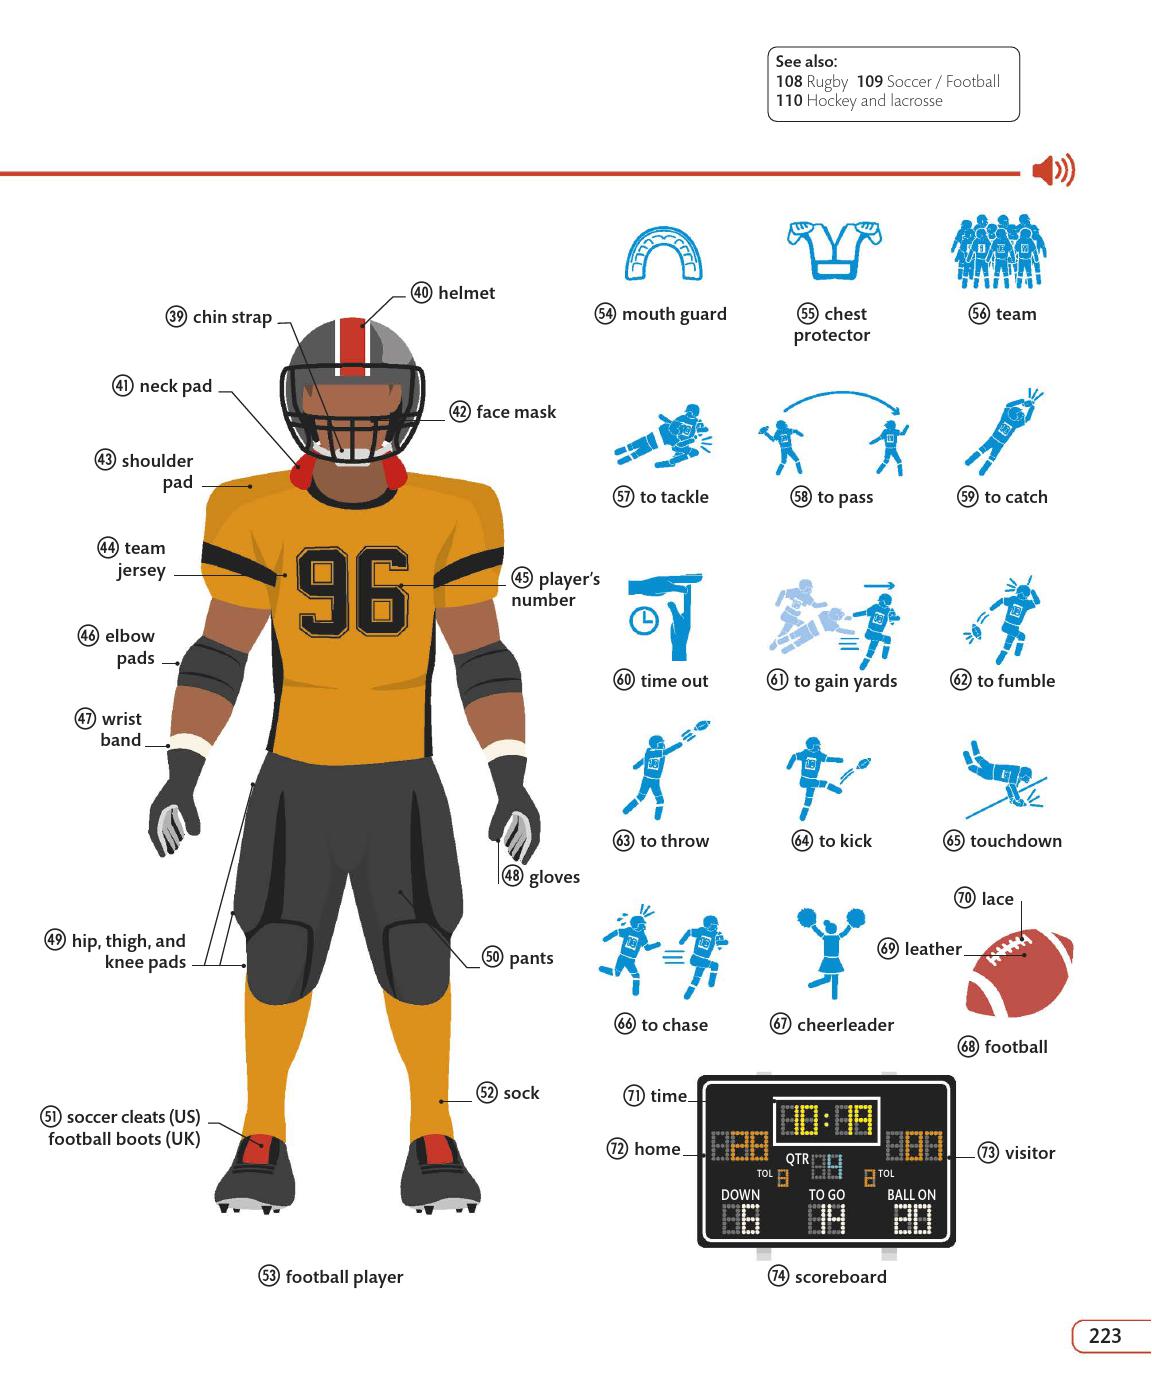 See also:
108 Rugby 109 Soccer / Football
110 Hockey and lacrosse
40 helmet
39 chin strap
41 neck pad
42 face mask
43 shoulder
pad
44 team
jersey
96
45 player's
number
46 elbow
pads
47 wrist
band
48 gloves
49 hip, thigh, and
knee pads
50 pants
52 sock
51 soccer cleats (US)
football boots (UK)
53 football player
54 mouth guard
55 chest
protector
56 team
57 to tackle
58 to pass
59 to catch
60 time out
61 to gain yards
62 to fumble
63 to throw
64 to kick
65 touchdown
66 to chase
67 cheerleader
70 lace
69 leather
68 football
71 time
10:19
72 home
28
07
73 visitor
QTR 4
TOL 3
2 TOL
DOWN TO GO BALL ON
6 14 20
74 scoreboard
223